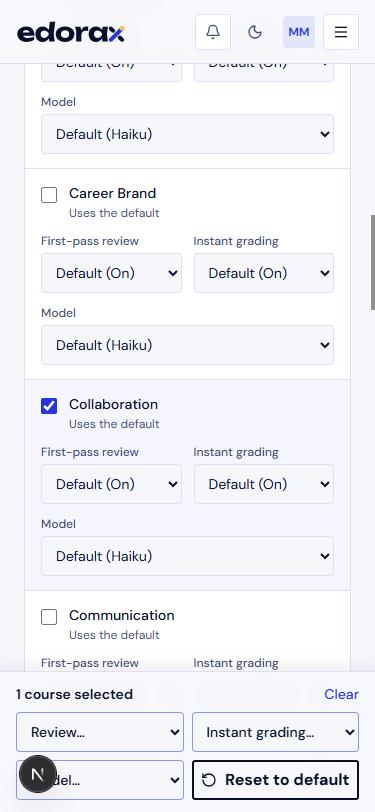 edorax
MM
Default (On)
Default (On)
Model
Default (Haiku)
Career Brand
Uses the default
First-pass review
Instant grading
Default (On)
Default (On)
Model
Default (Haiku)
Collaboration
Uses the default
First-pass review
Instant grading
Default (On)
Default (On)
Model
Default (Haiku)
Communication
Uses the default
First-pass review
Instant grading
1 course selected
Clear
Review...
Instant grading...
N
Reset to default